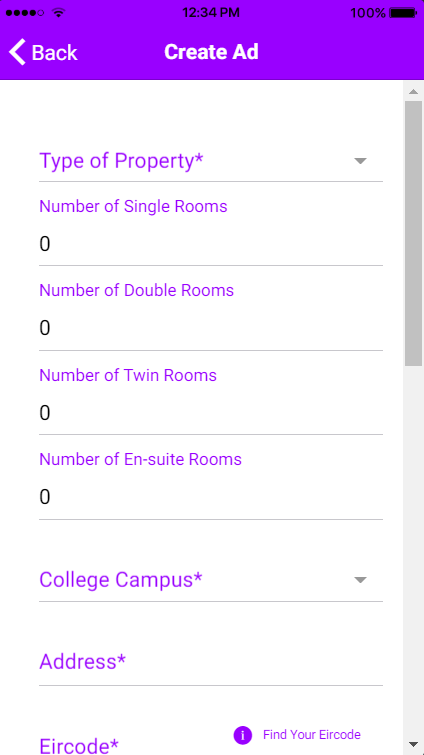 12:34 PM
100%
Back
Create Ad
Type of Property*
Number of Single Rooms
0
Number of Double Rooms
0
Number of Twin Rooms
0
Number of En-suite Rooms
0
College Campus*
Address*
Find Your Eircode
Eircode*